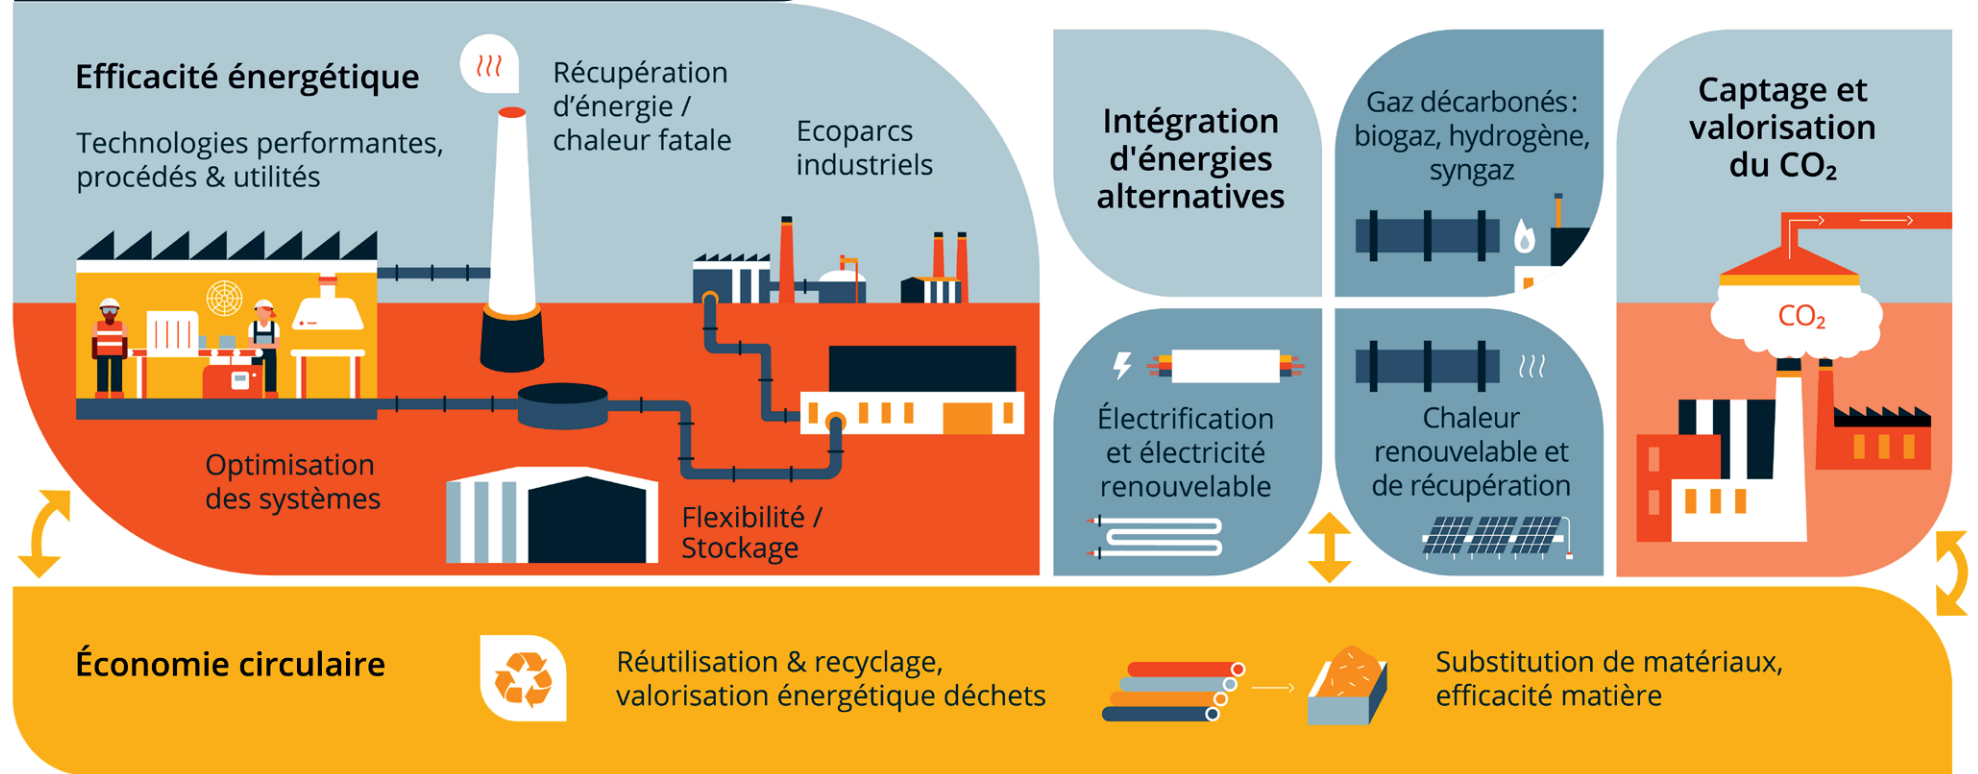 Efficacité énergétique
Technologies performantes,
procédés & utilités
Récupération
d’énergie /
chaleur fatale
Ecoparcs
industriels
Optimisation
des systèmes
Flexibilité /
Stockage
Intégration
d'énergies
alternatives
Gaz décarbonés :
biogaz, hydrogène,
syngaz
Électrification
et électricité
renouvelable
Chaleur
renouvelable et
de récupération
Captage et
valorisation
du CO₂
CO₂
Économie circulaire
Réutilisation & recyclage,
valorisation énergétique déchets
Substitution de matériaux,
efficacité matière